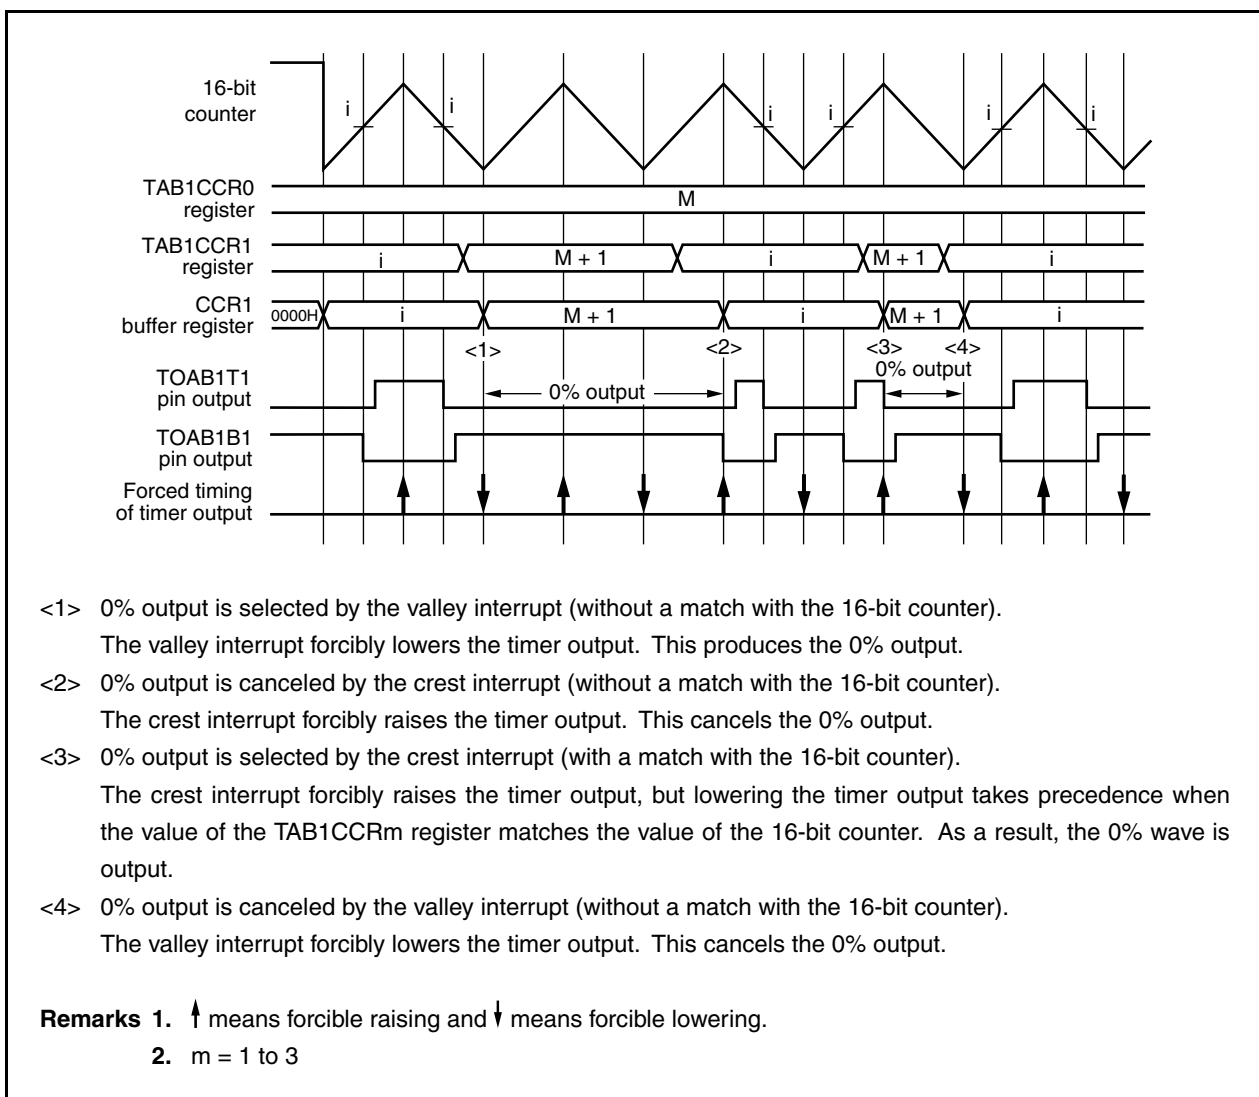 16-bit
counter
i
i
i
i
i
i
TAB1CCR0
register
M
TAB1CCR1
register
i
M + 1
i
M + 1
i
CCR1
buffer register
0000H
i
M + 1
i
M + 1
i
<1>
<2>
<3>
<4>
TOAB1T1
pin output
0% output
0% output
TOAB1B1
pin output
Forced timing
of timer output
<1> 0% output is selected by the valley interrupt (without a match with the 16-bit counter).
The valley interrupt forcibly lowers the timer output. This produces the 0% output.
<2> 0% output is canceled by the crest interrupt (without a match with the 16-bit counter).
The crest interrupt forcibly raises the timer output. This cancels the 0% output.
<3> 0% output is selected by the crest interrupt (with a match with the 16-bit counter).
The crest interrupt forcibly raises the timer output, but lowering the timer output takes precedence when
the value of the TAB1CCRm register matches the value of the 16-bit counter. As a result, the 0% wave is
output.
<4> 0% output is canceled by the valley interrupt (without a match with the 16-bit counter).
The valley interrupt forcibly lowers the timer output. This cancels the 0% output.
Remarks 1. ↑ means forcible raising and ↓ means forcible lowering.
2. m = 1 to 3